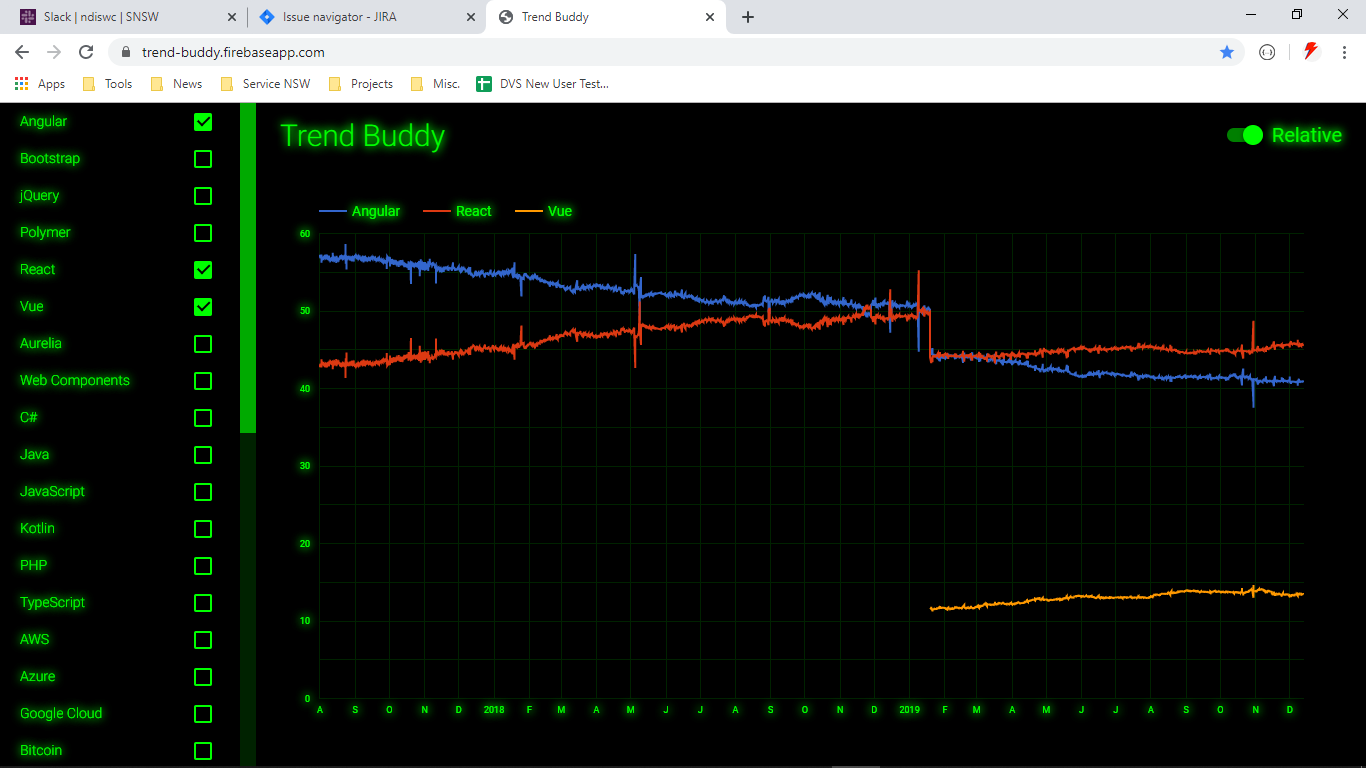 Slack | ndiswc | SNSW
Issue navigator - JIRA
Trend Buddy
trend-buddy.firebaseapp.com
Apps Tools News Service NSW Projects Misc. DVS New User Test...
Angular
Bootstrap
jQuery
Polymer
React
Vue
Aurelia
Web Components
C#
Java
JavaScript
Kotlin
PHP
TypeScript
AWS
Azure
Google Cloud
Bitcoin
Trend Buddy
Relative
Angular React Vue
60
50
40
30
20
10
0
A S O N D 2018 F M A M J J A S O N D 2019 F M A M J J A S O N D